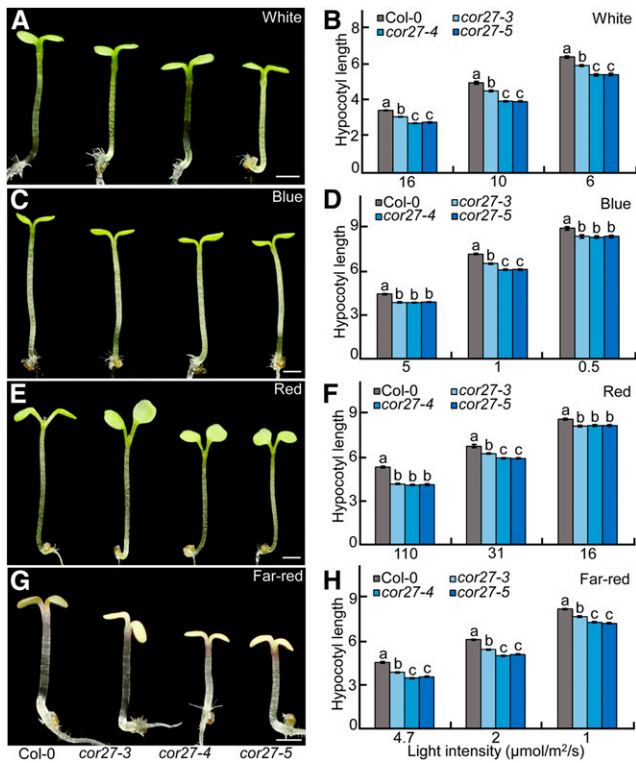 A
White
B
Col-0 cor27-3 White
cor27-4 cor27-5
Hypocotyl length
8
6
4
2
0
a b c c a b c c a b c c
16 10 6
C
Blue
D
Col-0 cor27-3 Blue
cor27-4 cor27-5
Hypocotyl length
9
6
3
0
a b b b a b c c a b b b
5 1 0.5
E
Red
F
Col-0 cor27-3 Red
cor27-4 cor27-5
Hypocotyl length
9
6
3
0
a b b b a b c c a b b b
110 31 16
G
Far-red
H
Col-0 cor27-3 Far-red
cor27-4 cor27-5
Hypocotyl length
9
6
3
0
a b c c a b c c a b c c
4.7 2 1
Col-0 cor27-3 cor27-4 cor27-5
Light intensity (μmol/m²/s)